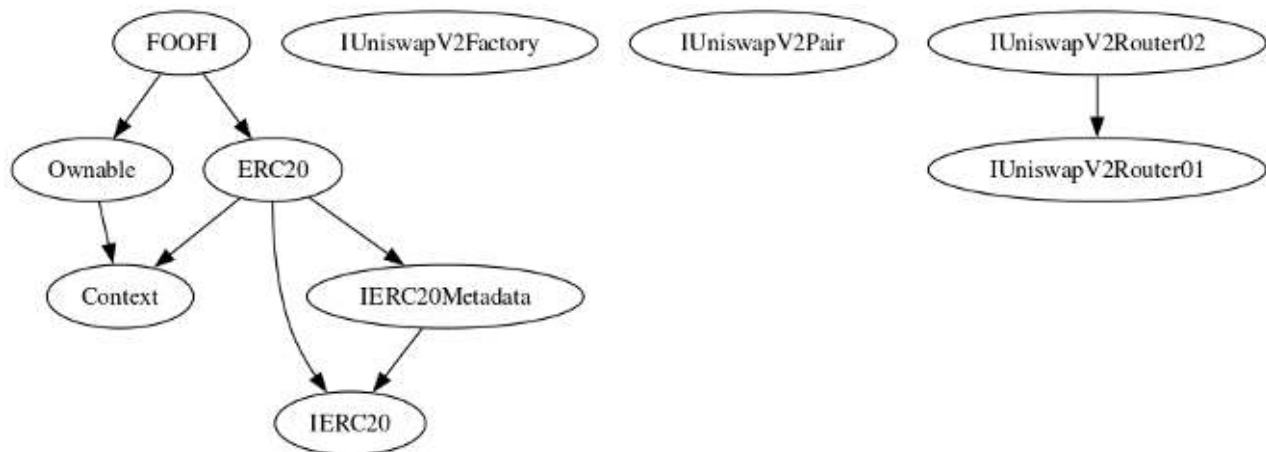 FOOFI
IUniswapV2Factory
IUniswapV2Pair
IUniswapV2Router02
Ownable
ERC20
IUniswapV2Router01
Context
IERC20Metadata
IERC20